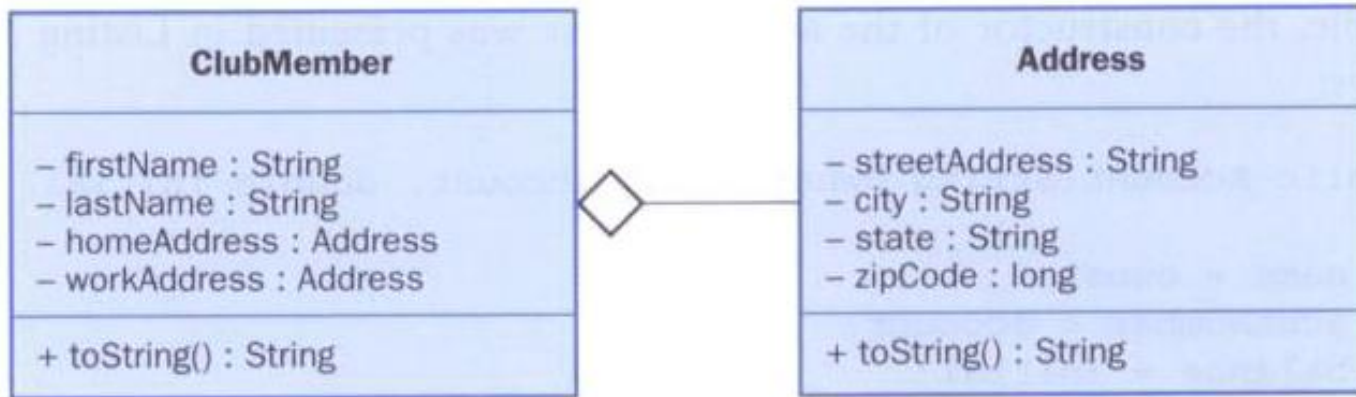 ClubMember
– firstName : String
– lastName : String
– homeAddress : Address
– workAddress : Address
+ toString() : String
Address
– streetAddress : String
– city : String
– state : String
– zipCode : long
+ toString() : String